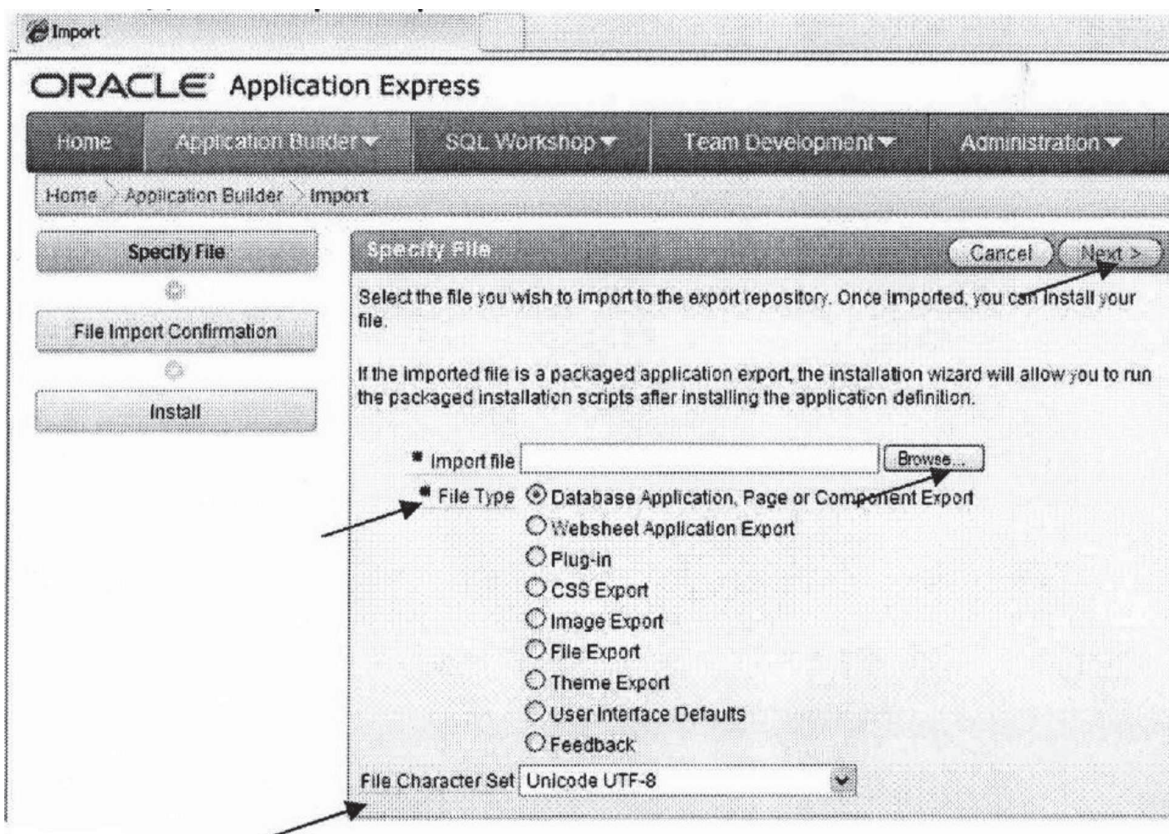 Import
ORACLE Application Express
Home Application Builder SQL Workshop Team Development Administration
Home Application Builder Import
Specify File
File Import Confirmation
Install
Specify File Cancel Next >
Select the file you wish to import to the export repository. Once imported, you can install your
file.
If the imported file is a packaged application export, the installation wizard will allow you to run
the packaged installation scripts after installing the application definition.
* Import file Browse...
* File Type Database Application, Page or Component Export
Websheet Application Export
Plug-in
CSS Export
Image Export
File Export
Theme Export
User Interface Defaults
Feedback
File Character Set Unicode UTF-8